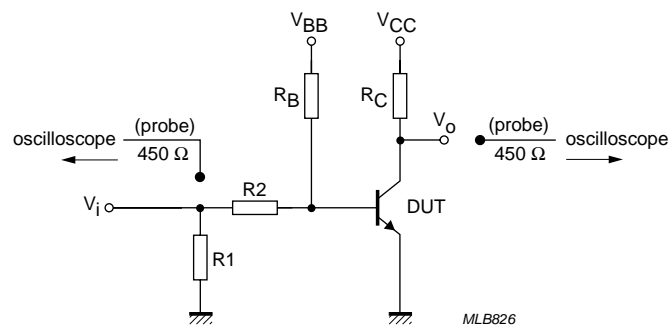 VBB
VCC
RB
RC
(probe)
oscilloscope
450 Ω
Vo
(probe)
oscilloscope
450 Ω
R2
Vi
DUT
R1
MLB826